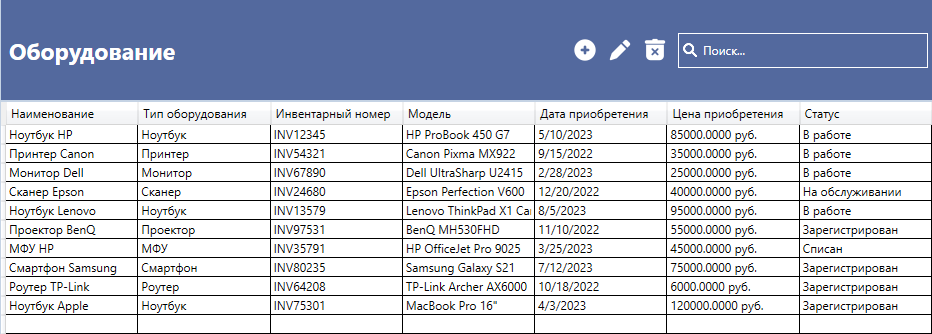 Оборудование
Поиск...
Наименование Тип оборудования Инвентарный номер Модель Дата приобретения Цена приобретения Статус
Ноутбук HP Ноутбук INV12345 HP ProBook 450 G7 5/10/2023 85000.0000 руб. В работе
Принтер Canon Принтер INV54321 Canon Pixma MX922 9/15/2022 35000.0000 руб. В работе
Монитор Dell Монитор INV67890 Dell UltraSharp U2415 2/28/2023 25000.0000 руб. В работе
Сканер Epson Сканер INV24680 Epson Perfection V600 12/20/2022 40000.0000 руб. На обслуживании
Ноутбук Lenovo Ноутбук INV13579 Lenovo ThinkPad X1 Car 8/5/2023 95000.0000 руб. В работе
Проектор BenQ Проектор INV97531 BenQ MH530FHD 11/10/2022 55000.0000 руб. Зарегистрирован
МФУ HP МФУ INV35791 HP OfficeJet Pro 9025 3/25/2023 45000.0000 руб. Списан
Смартфон Samsung Смартфон INV80235 Samsung Galaxy S21 7/12/2023 75000.0000 руб. Зарегистрирован
Роутер TP-Link Роутер INV64208 TP-Link Archer AX6000 10/18/2022 6000.0000 руб. Зарегистрирован
Ноутбук Apple Ноутбук INV75301 MacBook Pro 16" 4/3/2023 120000.0000 руб. Зарегистрирован